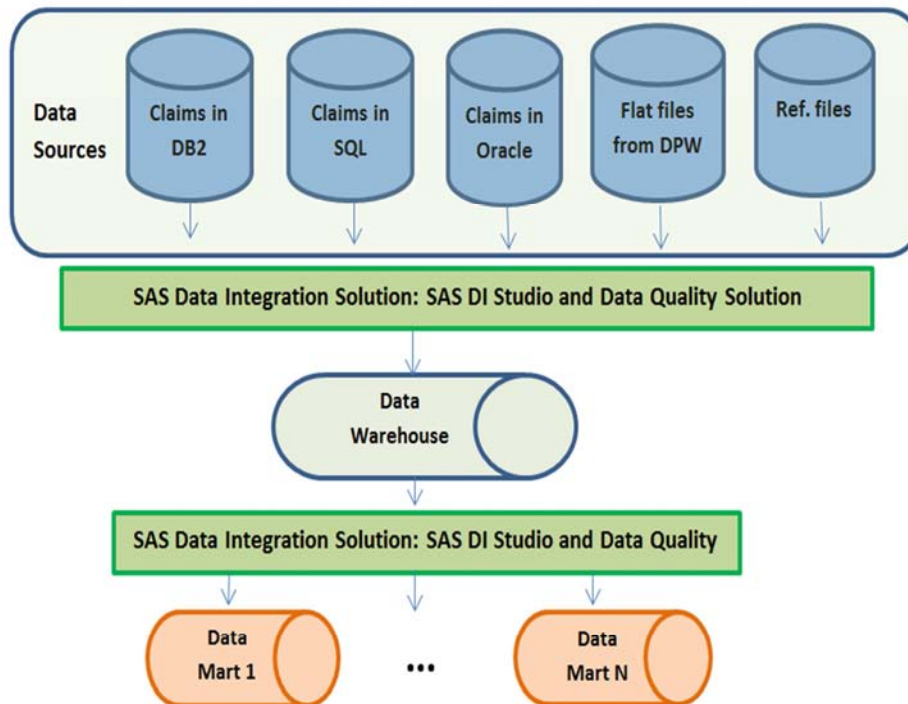 Data
Sources
Claims in
DB2
Claims in
SQL
Claims in
Oracle
Flat files
from DPW
Ref. files
SAS Data Integration Solution: SAS DI Studio and Data Quality Solution
Data
Warehouse
SAS Data Integration Solution: SAS DI Studio and Data Quality
Data
Mart 1
...
Data
Mart N